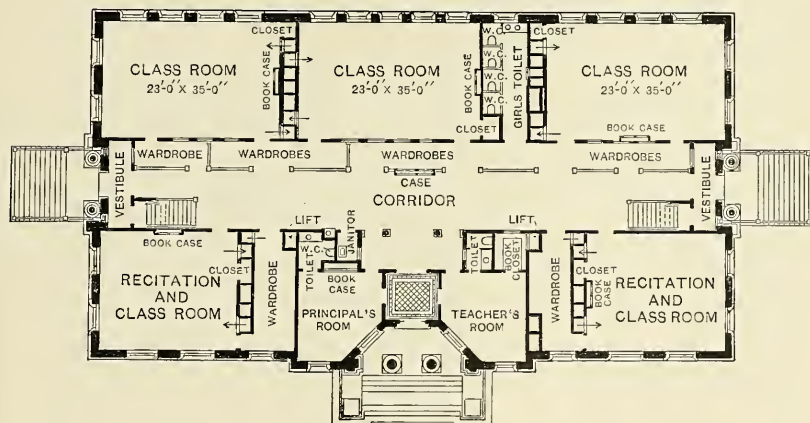 CLOSET
CLASS ROOM
23'-0" X 35'-0"
BOOK CASE
CLASS ROOM
23'-0" X 35'-0"
BOOK CASE
W.C.
W.C.
W.C.
W.C.
GIRLS TOILET
CLOSET
CLOSET
CLASS ROOM
23'-0" X 35'-0"
BOOK CASE
VESTIBULE
WARDROBE
WARDROBES
WARDROBES
WARDROBES
VESTIBULE
CASE
CORRIDOR
LIFT
LIFT
BOOK CASE
RECITATION
AND
CLASS ROOM
CLOSET
WARDROBE
TOILET
W.C.
JANITOR
BOOK
CASE
PRINCIPAL'S
ROOM
TOILET
BOOK
CLOSET
TEACHER'S
ROOM
WARDROBE
CLOSET
BOOK
CASE
RECITATION
AND
CLASS ROOM